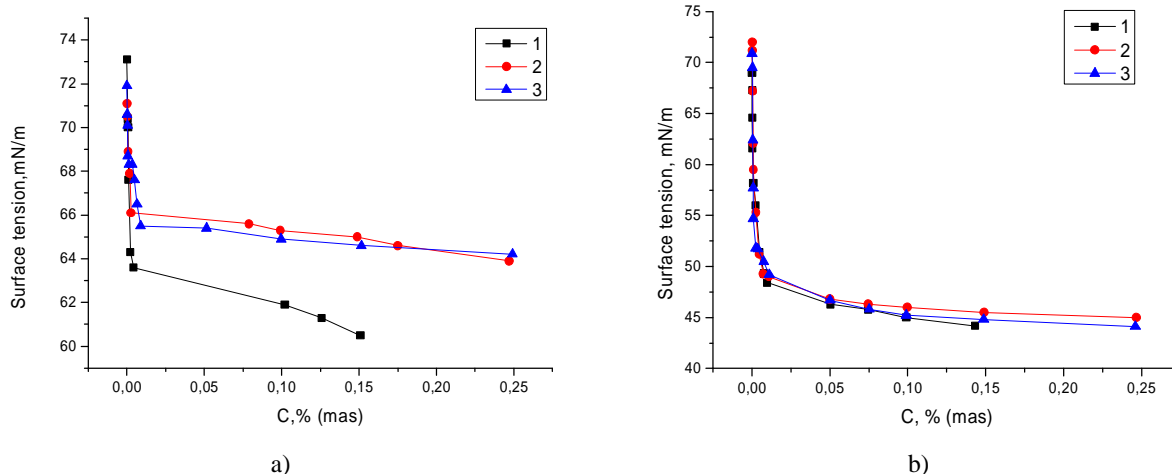 74
72
70
68
66
64
62
60
Surface tension,mN/m
1
2
3
0,00 0,05 0,10 0,15 0,20 0,25
C,% (mas)
a)
75
70
65
60
55
50
45
40
Surface tension, mN/m
1
2
3
0,00 0,05 0,10 0,15 0,20 0,25
C,% (mas)
b)